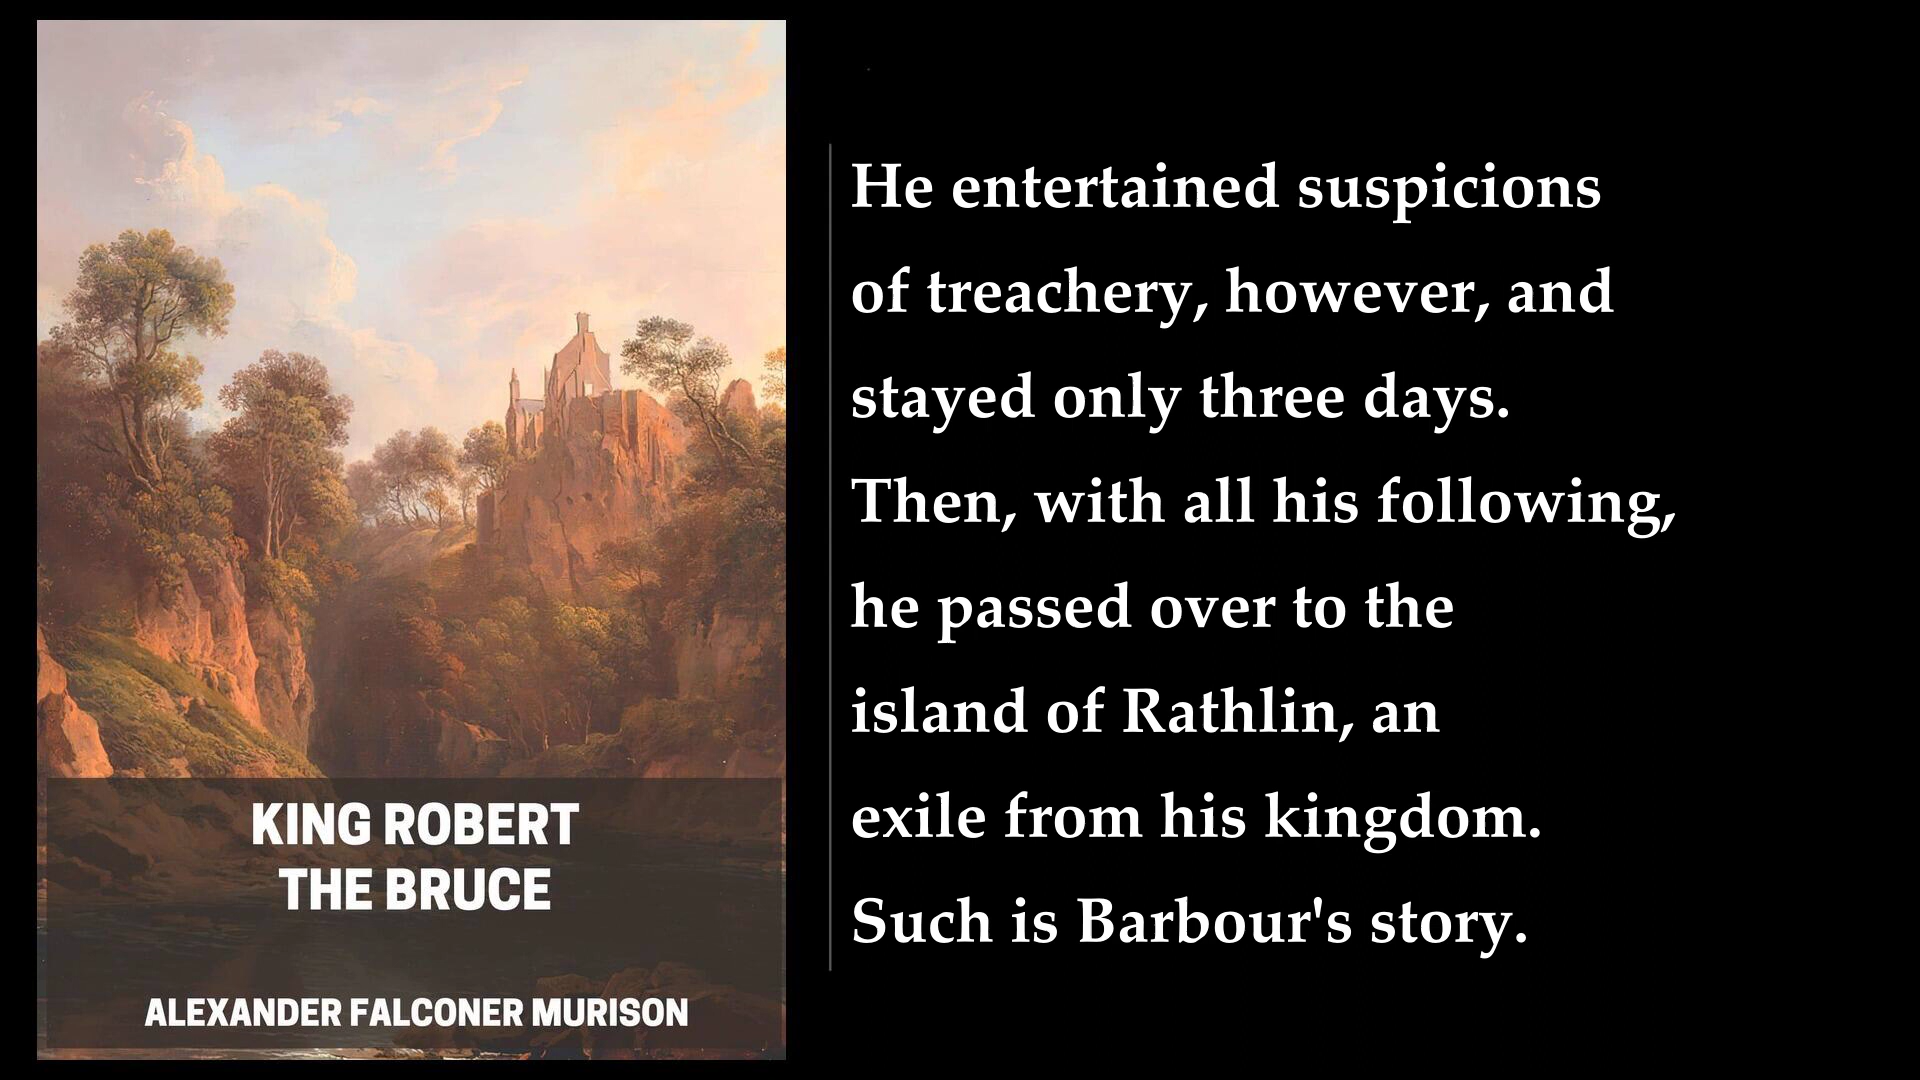 KING ROBERT
THE BRUCE
ALEXANDER FALCONER MURISON
He entertained suspicions
of treachery, however, and
stayed only three days.
Then, with all his following,
he passed over to the
island of Rathlin, an
exile from his kingdom.
Such is Barbour's story.